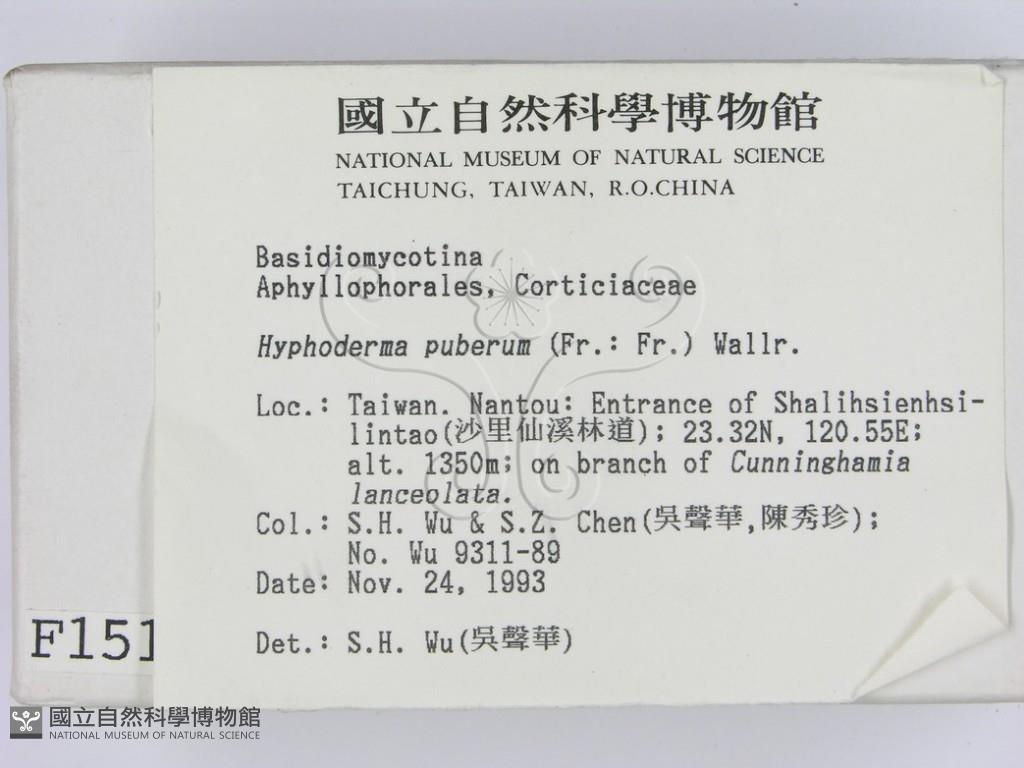 國立自然科學博物館
NATIONAL MUSEUM OF NATURAL SCIENCE
TAICHUNG, TAIWAN, R.O.CHINA
Basidiomycotina
Aphyllophorales, Corticiaceae
Hyphoderma puberum (Fr.: Fr.) Wallr.
Loc.: Taiwan. Nantou: Entrance of Shalihsienhsi-
lintao(沙里仙溪林道); 23.32N, 120.55E;
alt. 1350m; on branch of Cunninghamia
lanceolata.
Col.: S.H. Wu & S.Z. Chen(吳聲華,陳秀珍);
No. Wu 9311-89
Date: Nov. 24, 1993
Det.: S.H. Wu(吳聲華)
F151
國立自然科學博物館
NATIONAL MUSEUM OF NATURAL SCIENCE